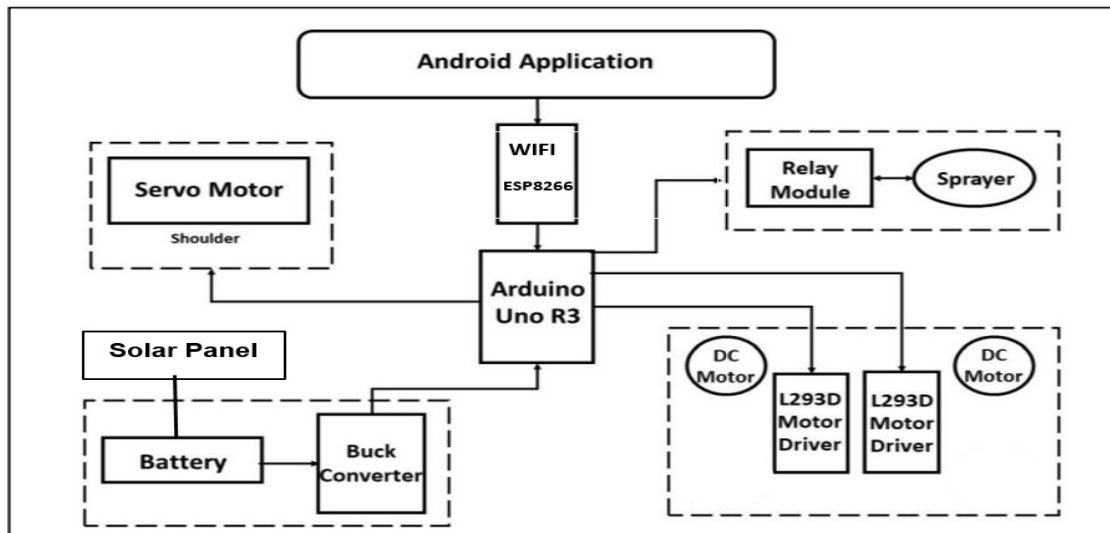 Android Application
WIFI
ESP8266
Servo Motor
Shoulder
Relay
Module
Sprayer
Arduino
Uno R3
Solar Panel
Battery
Buck
Converter
DC
Motor
L293D
Motor
Driver
L293D
Motor
Driver
DC
Motor